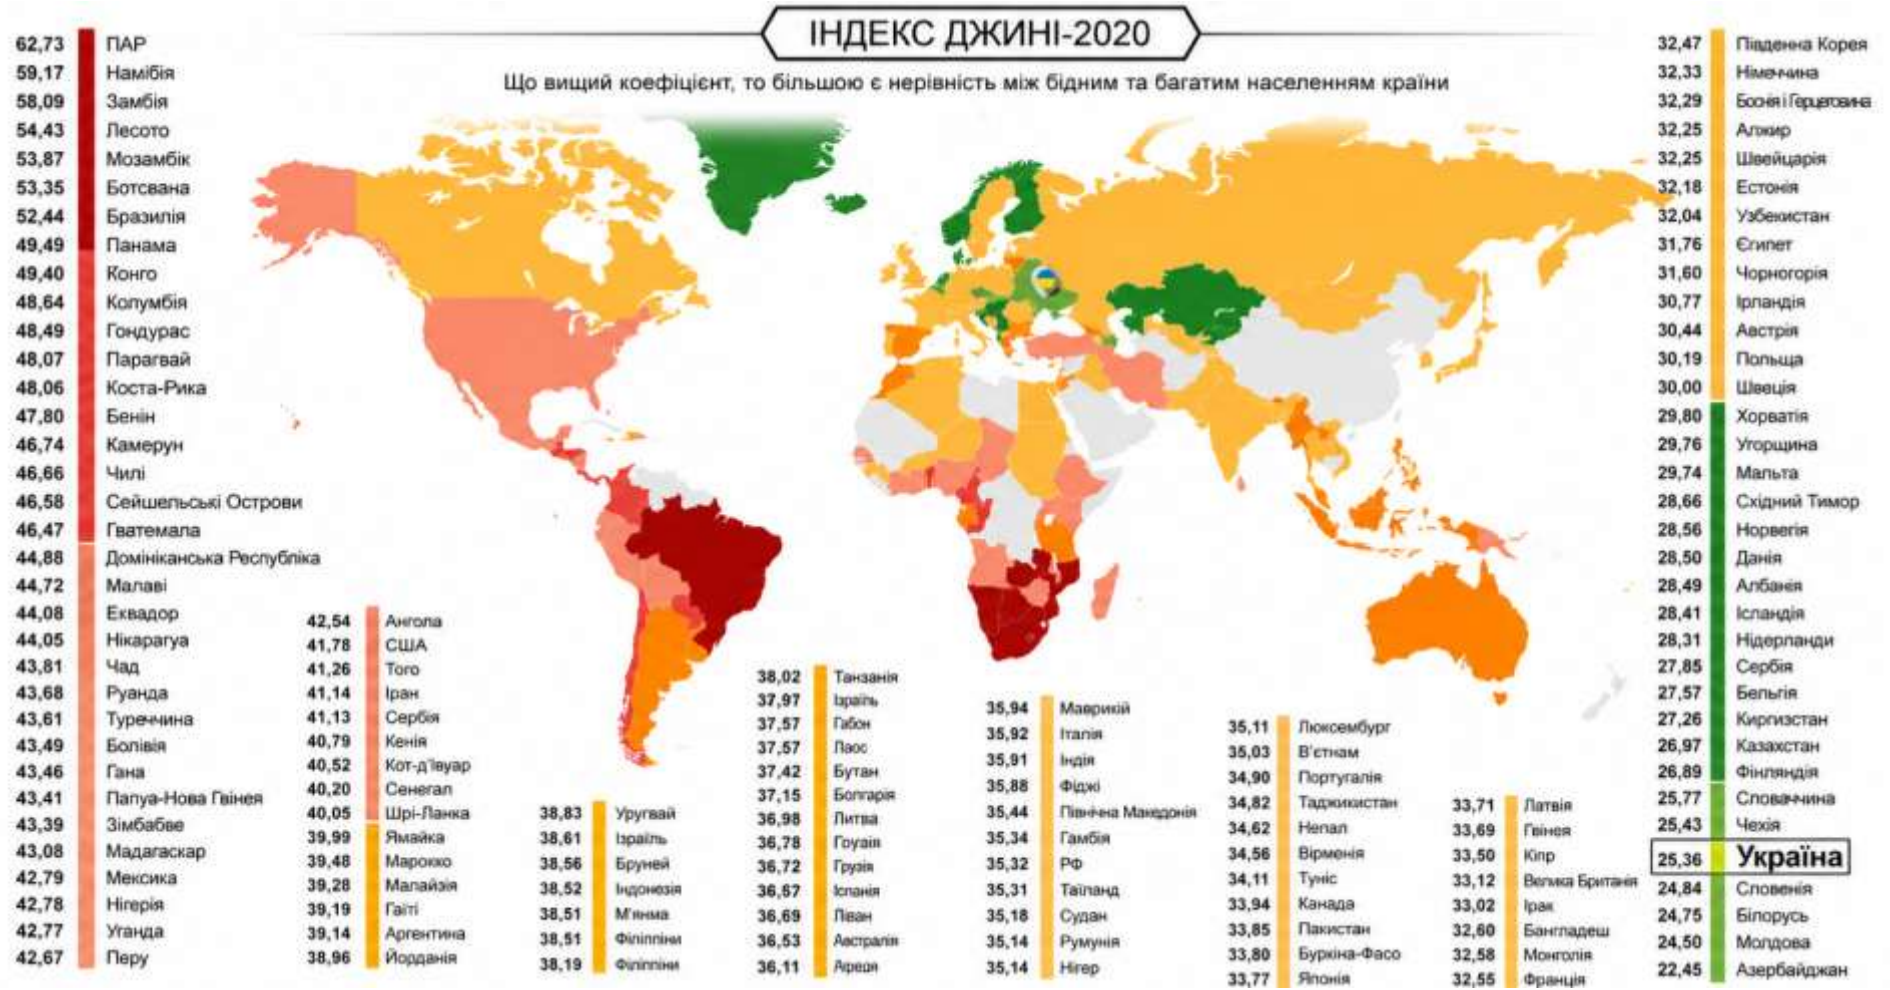 ІНДЕКС ДЖИНІ-2020
Що вищий коефіцієнт, то більшою є нерівність між бідним та багатим населенням країни
62,73 ПАР
59,17 Намібія
58,09 Замбія
54,43 Лесото
53,87 Мозамбік
53,35 Ботсвана
52,44 Бразилія
49,49 Панама
49,40 Конго
48,64 Колумбія
48,49 Гондурас
48,07 Парагвай
48,06 Коста-Рика
47,80 Бенін
46,74 Камерун
46,66 Чилі
46,58 Сейшельські Острови
46,47 Гватемала
44,88 Домініканська Республіка
44,72 Малаві
44,08 Еквадор
44,05 Нікарагуа
43,81 Чад
43,68 Руанда
43,61 Туреччина
43,49 Болівія
43,46 Гана
43,41 Папуа-Нова Гвінея
43,39 Зімбабве
43,08 Мадагаскар
42,79 Мексика
42,78 Нігерія
42,77 Уганда
42,67 Перу
42,54 Ангола
41,78 США
41,26 Того
41,14 Іран
41,13 Сербія
40,79 Кенія
40,52 Кот-д'Івуар
40,20 Сенегал
40,05 Шрі-Ланка
39,99 Ямайка
39,48 Марокко
39,28 Малайзія
39,19 Гаїті
39,14 Аргентина
38,96 Йорданія
38,83 Уругвай
38,61 Ізраїль
38,56 Бруней
38,52 Індонезія
38,51 М'янма
38,51 Філіппіни
38,19 Філіппіни
38,02 Танзанія
37,97 Ізраїль
37,57 Габон
37,57 Лаос
37,42 Бутан
37,15 Болгарія
36,98 Литва
36,78
36,72 Грузія
36,67 Іспанія
36,69 Ліван
36,53 Австралія
36,11
35,94 Маврикій
35,92 Італія
35,91 Індія
35,88 Фіджі
35,44 Північна Македонія
35,34 Гамбія
35,32 РФ
35,31 Таїланд
35,18 Судан
35,14 Румунія
35,14 Нігер
35,11 Люксембург
35,03 В'єтнам
34,90 Португалія
34,82 Таджикистан
34,62 Непал
34,56 Вірменія
34,11 Туніс
33,94 Канада
33,85 Пакистан
33,80 Буркіна-Фасо
33,77 Японія
33,71 Латвія
33,69 Гвінея
33,50 Кіпр
33,12 Велика Британія
33,02 Ірак
32,60 Бангладеш
32,58 Монголія
32,55 Франція
32,47 Південна Корея
32,33 Німеччина
32,29 Боснія і Герцеговина
32,25 Алжир
32,25 Швейцарія
32,18 Естонія
32,04 Узбекистан
31,76 Єгипет
31,60 Чорногорія
30,77 Ірландія
30,44 Австрія
30,19 Польща
30,00 Швеція
29,80 Хорватія
29,76 Угорщина
29,74 Мальта
28,66 Східний Тимор
28,56 Норвегія
28,50 Данія
28,49 Албанія
28,41 Ісландія
28,31 Нідерланди
27,85 Сербія
27,57 Бельгія
27,26 Киргизстан
26,97 Казахстан
26,89 Фінляндія
25,77 Словаччина
25,43 Чехія
25,36 Україна
24,84 Словенія
24,75 Білорусь
24,50 Молдова
22,45 Азербайджан